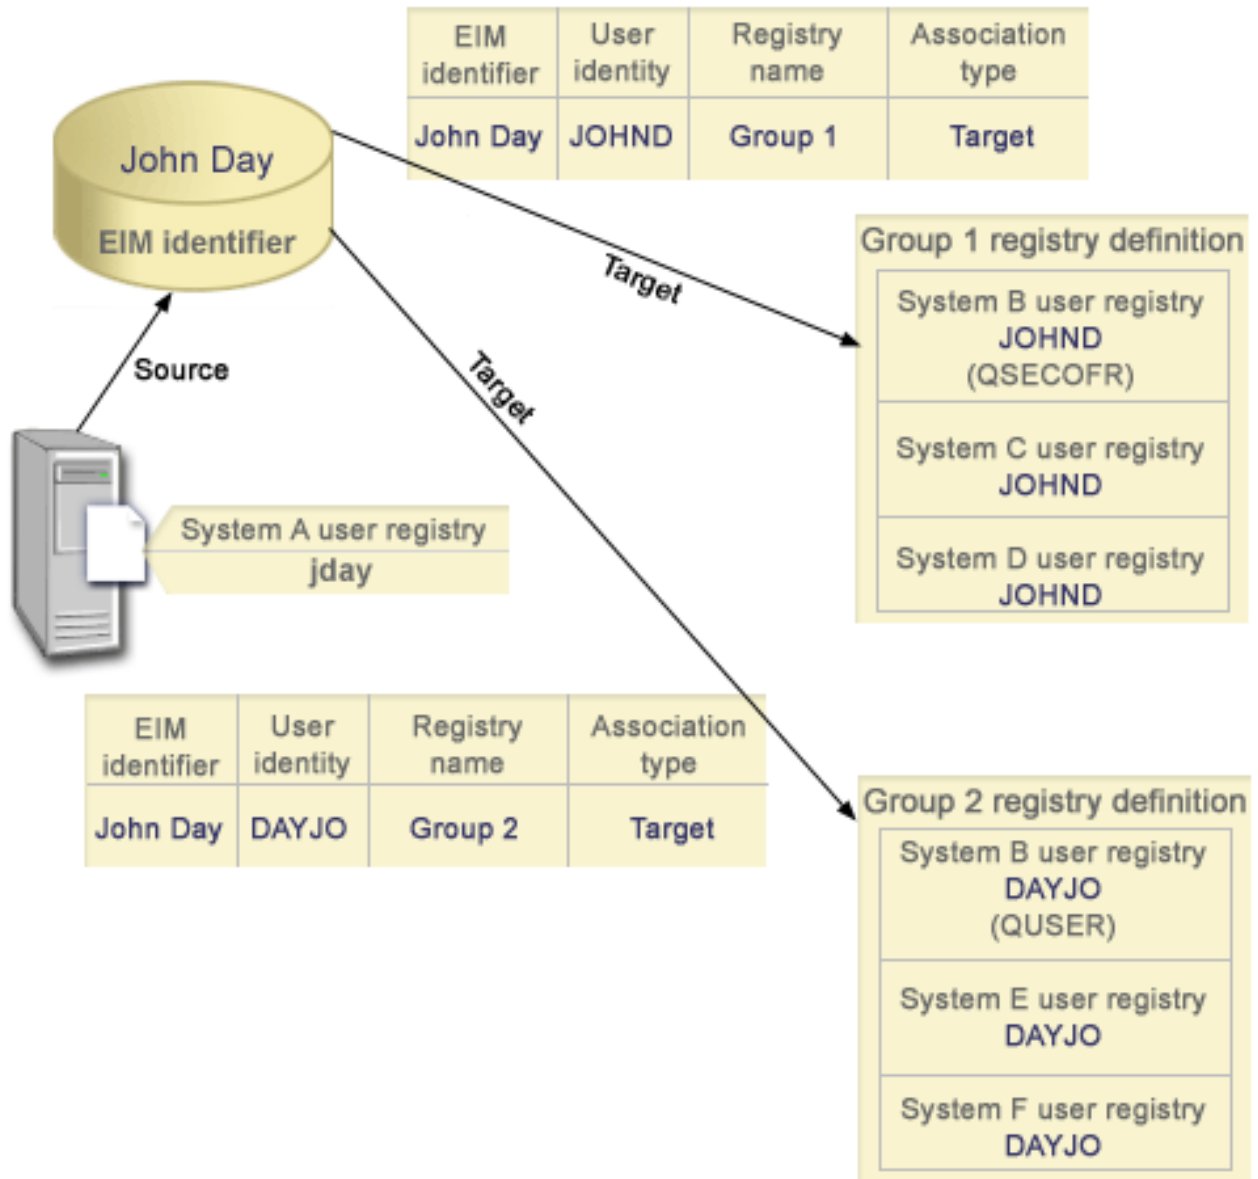 EIM identifier
User identity
Registry name
Association type
John Day
JOHND
Group 1
Target
John Day
EIM identifier
Target
Target
Source
Group 1 registry definition
System B user registry
JOHND
(QSECOFR)
System C user registry
JOHND
System D user registry
JOHND
System A user registry
jday
EIM identifier
User identity
Registry name
Association type
John Day
DAYJO
Group 2
Target
Group 2 registry definition
System B user registry
DAYJO
(QUSER)
System E user registry
DAYJO
System F user registry
DAYJO